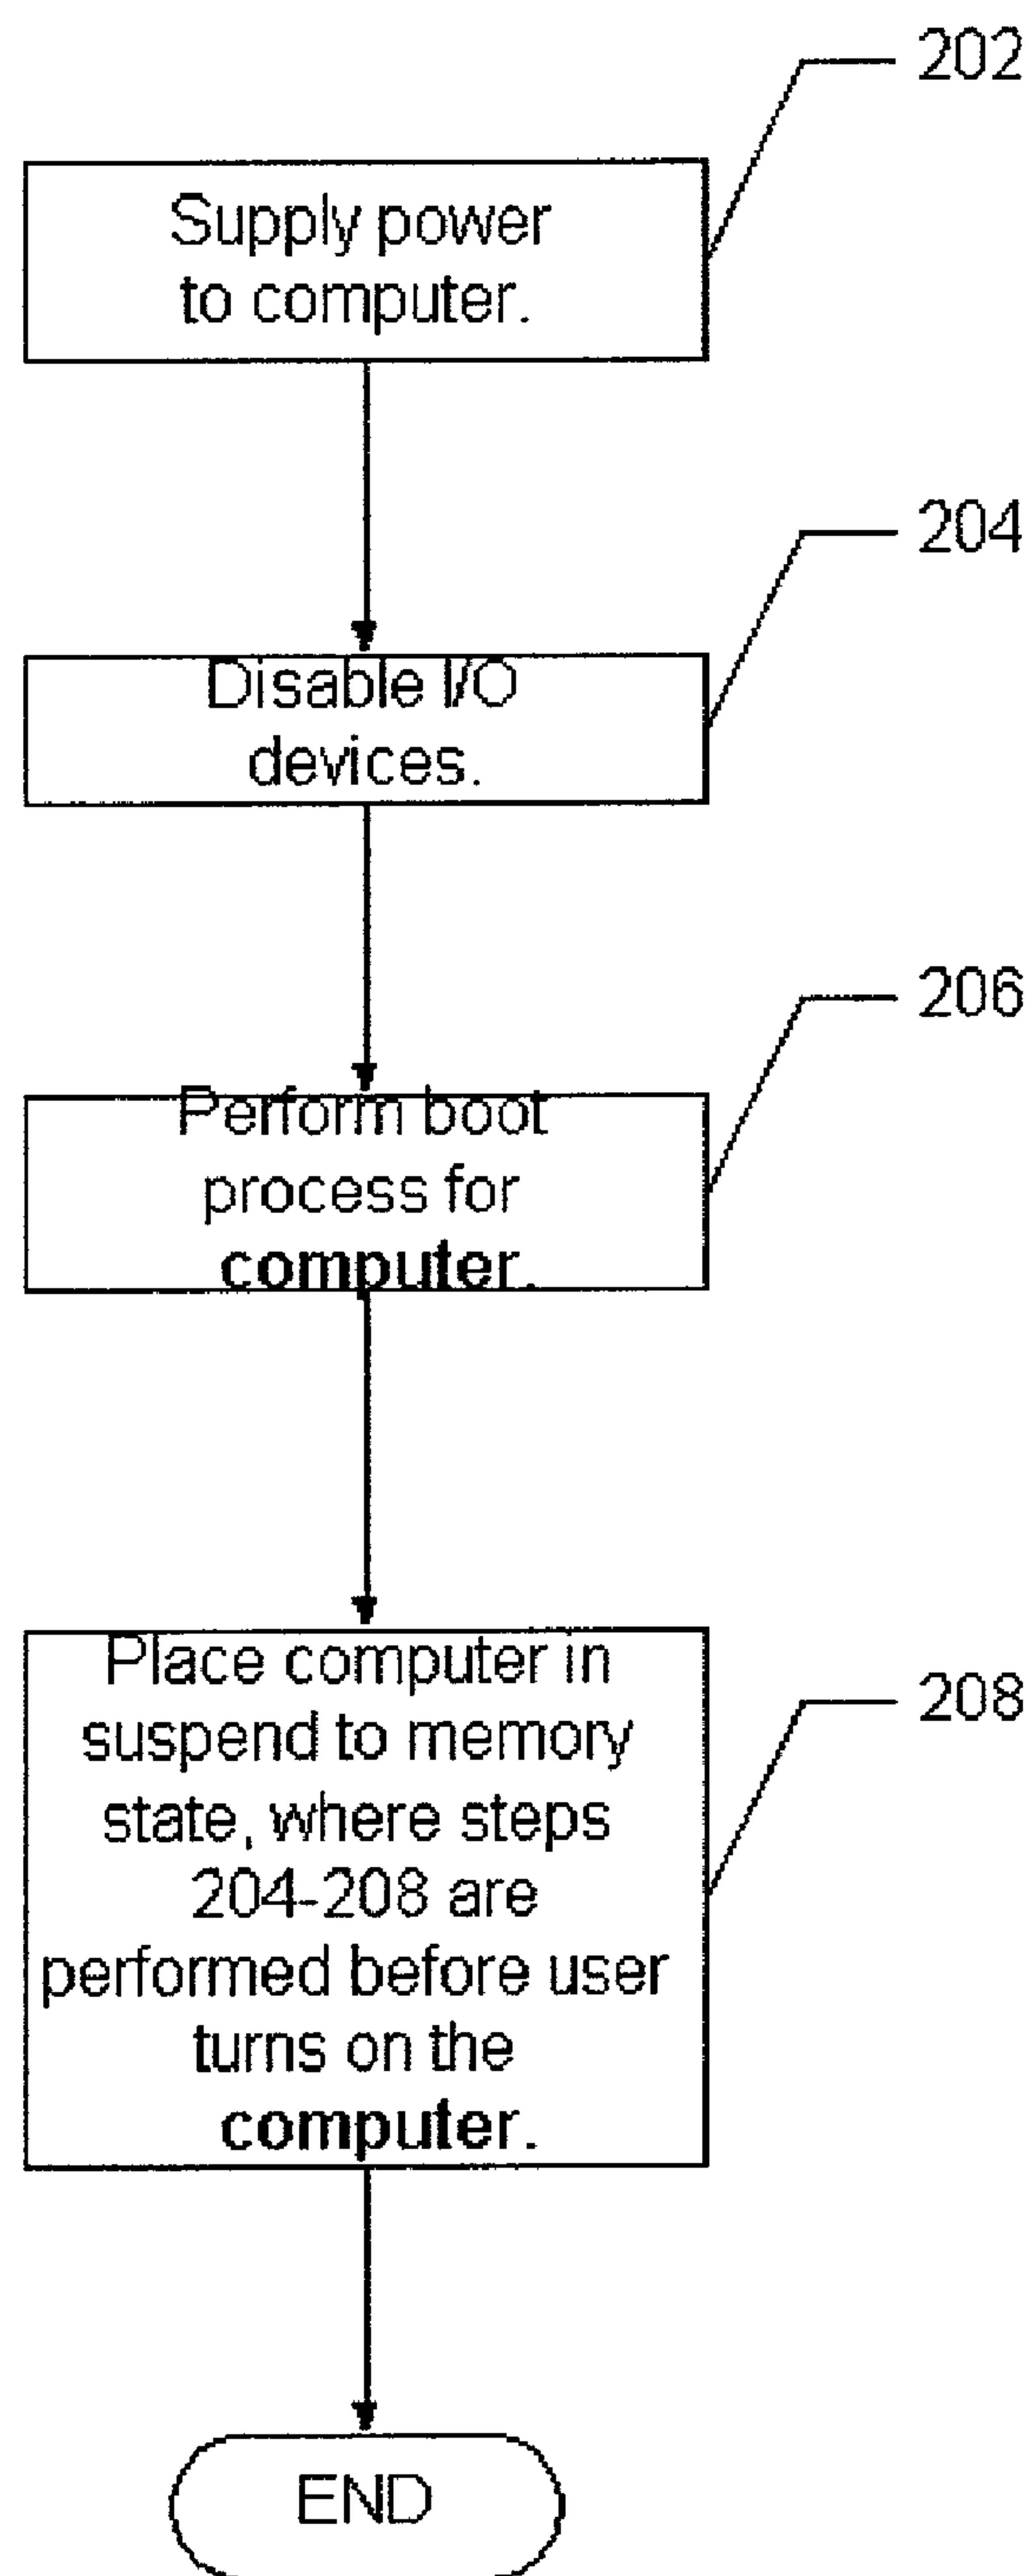 202
Supply power
to computer.
204
Disable I/O
devices.
206
Perform boot
process for
computer.
Place computer in
suspend to memory
state, where steps
204-208 are
performed before user
turns on the
computer.
208
END